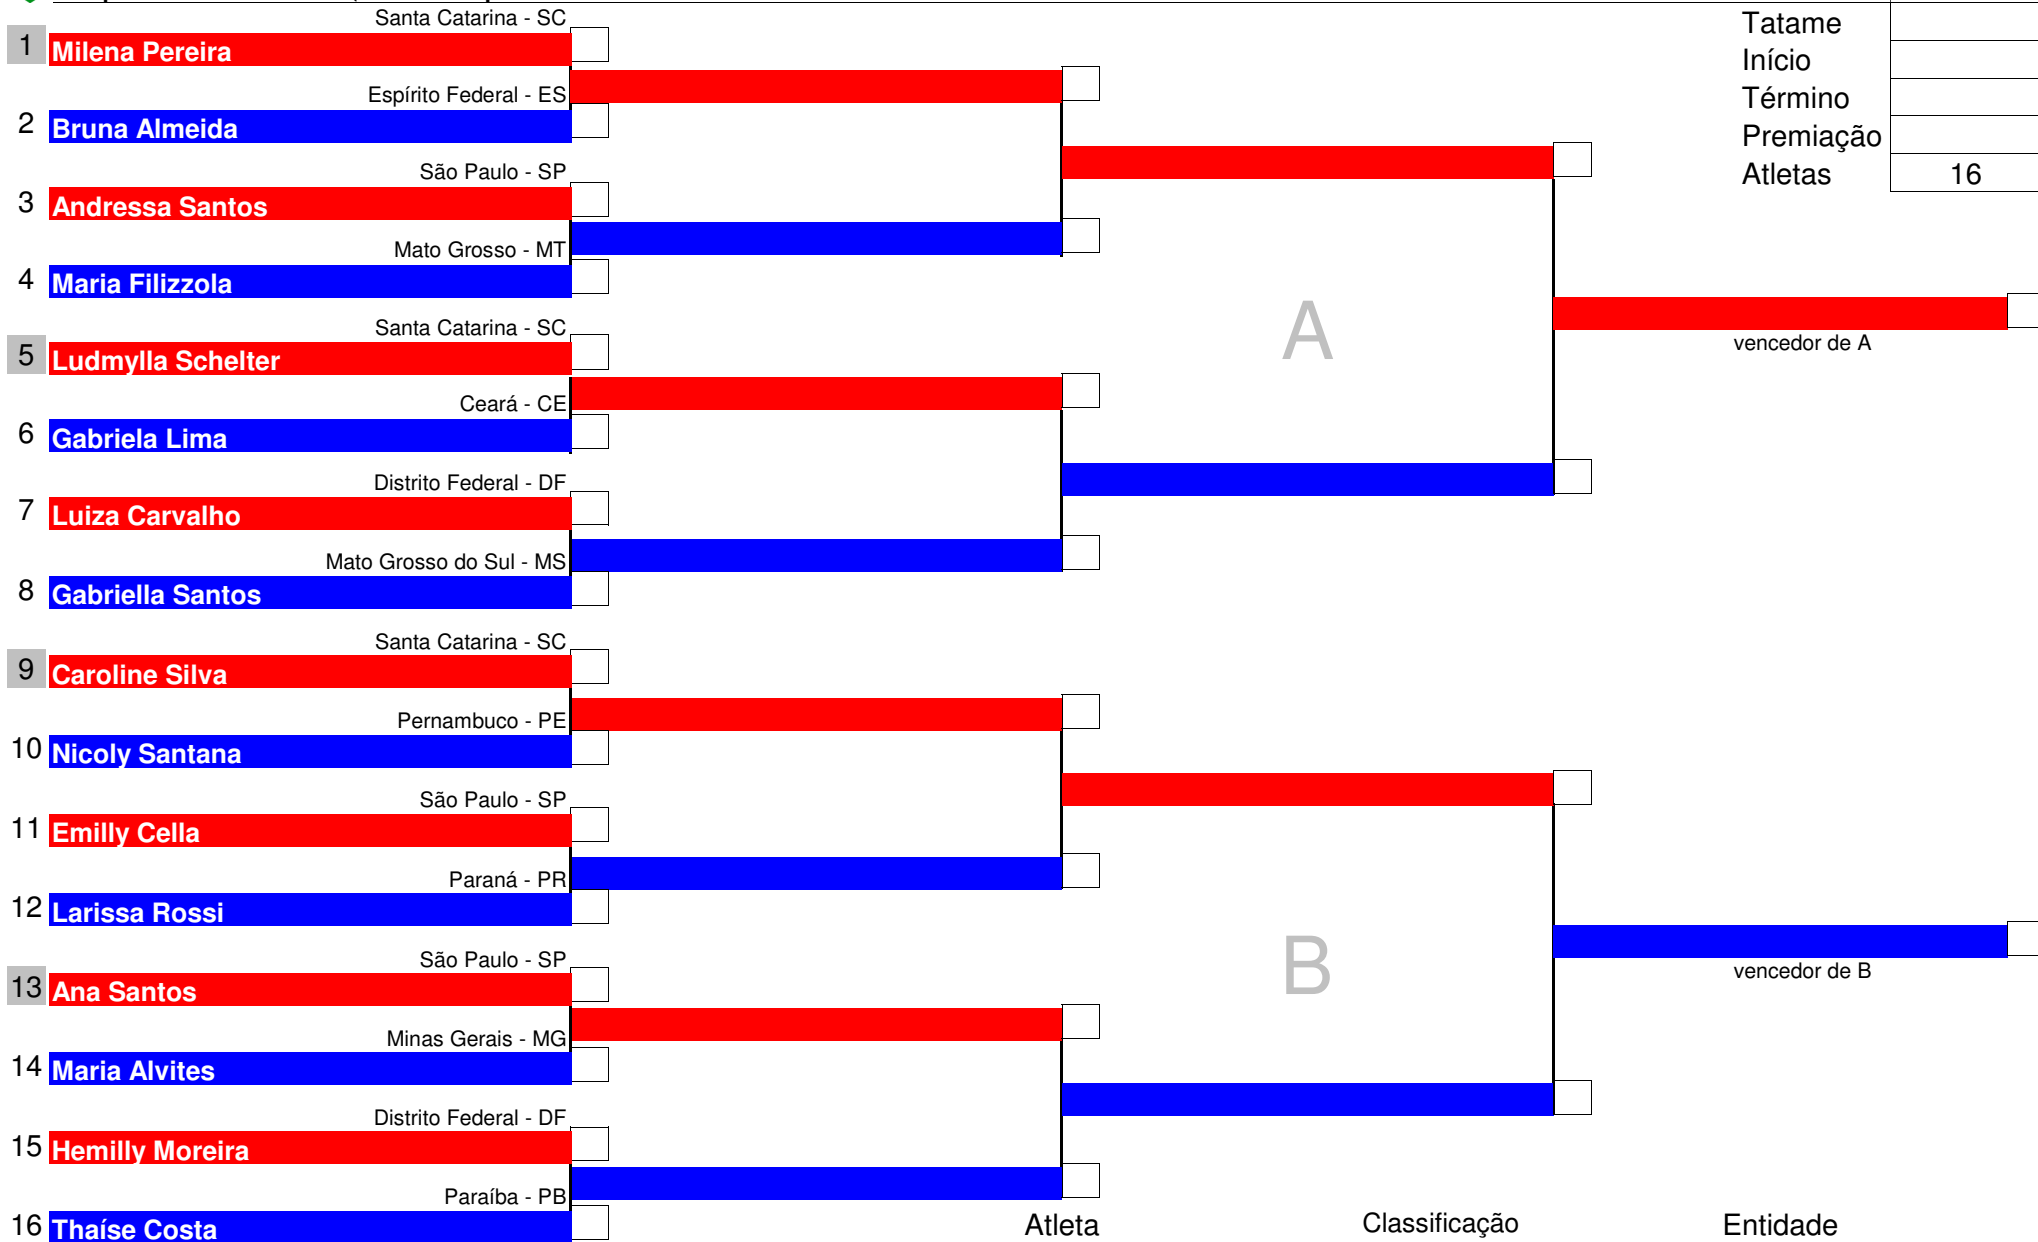 Santa Catarina - SC
1 Milena Pereira
Espírito Federal - ES
2 Bruna Almeida
São Paulo - SP
3 Andressa Santos
Mato Grosso - MT
4 Maria Filizzola
Santa Catarina - SC
5 Ludmylla Schelter
Ceará - CE
6 Gabriela Lima
Distrito Federal - DF
7 Luiza Carvalho
Mato Grosso do Sul - MS
8 Gabriella Santos
Santa Catarina - SC
9 Caroline Silva
Pernambuco - PE
10 Nicoly Santana
São Paulo - SP
11 Emilly Cella
Paraná - PR
12 Larissa Rossi
São Paulo - SP
13 Ana Santos
Minas Gerais - MG
14 Maria Alvites
Distrito Federal - DF
15 Hemilly Moreira
Paraíba - PB
16 Thaíse Costa
A
B
Tatame
Início
Término
Premiação
Atletas 16
vencedor de A
vencedor de B
Atleta Classificação Entidade